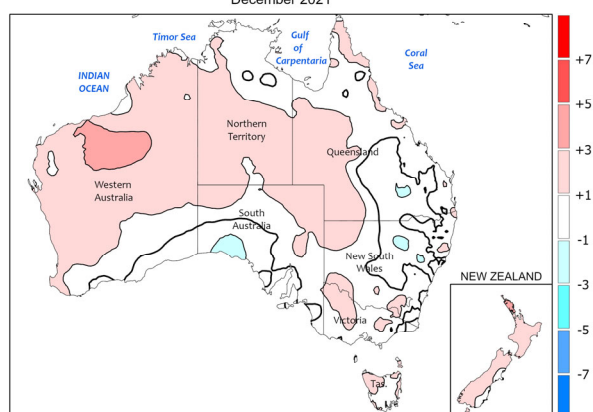 December 2021
Timor Sea
Gulf
of
Carpentaria
Coral
Sea
INDIAN
OCEAN
Northern
Territory
Queensland
Western
Australia
South
Australia
New South
Wales
Victoria
Tas.
NEW ZEALAND
+7
+5
+3
+1
-1
-3
-5
-7